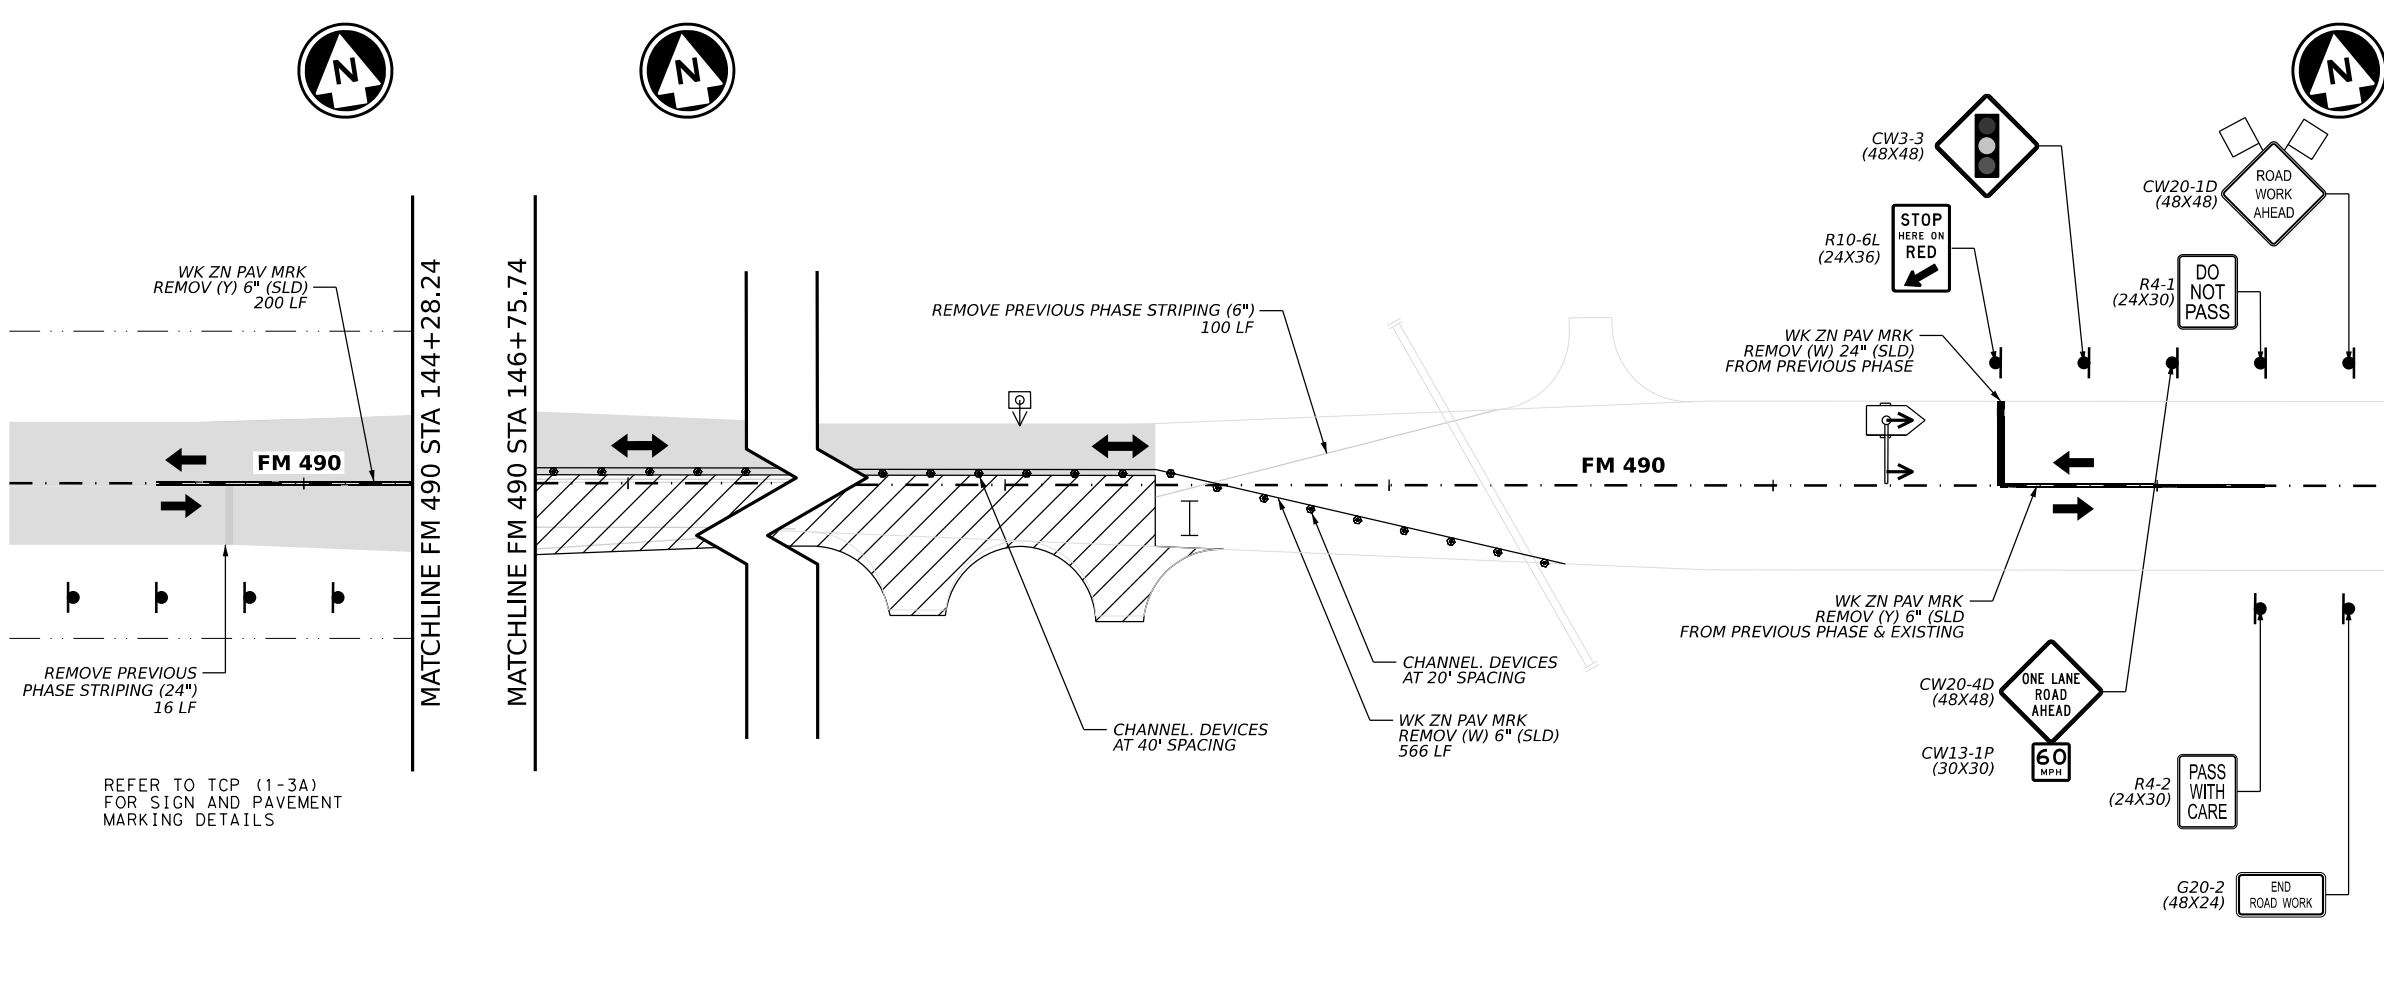 N
N
N
WK ZN PAV MRK
REMOV (Y) 6" (SLD)
200 LF
FM 490
REMOVE PREVIOUS
PHASE STRIPING (24")
16 LF
REFER TO TCP (1-3A)
FOR SIGN AND PAVEMENT
MARKING DETAILS
MATCHLINE FM 490 STA 144+28.24
MATCHLINE FM 490 STA 146+75.74
REMOVE PREVIOUS PHASE STRIPING (6")
100 LF
CHANNEL. DEVICES
AT 40' SPACING
CHANNEL. DEVICES
AT 20' SPACING
WK ZN PAV MRK
REMOV (W) 6" (SLD)
566 LF
FM 490
CW3-3
(48X48)
R10-6L
(24X36)
STOP
HERE ON
RED
WK ZN PAV MRK
REMOV (W) 24" (SLD)
FROM PREVIOUS PHASE
CW20-1D
(48X48)
ROAD
WORK
AHEAD
R4-1
(24X30)
DO
NOT
PASS
WK ZN PAV MRK
REMOV (Y) 6" (SLD
FROM PREVIOUS PHASE & EXISTING
CW20-4D
(48X48)
ONE LANE
ROAD
AHEAD
CW13-1P
(30X30)
60
MPH
R4-2
(24X30)
PASS
WITH
CARE
G20-2
(48X24)
END
ROAD WORK